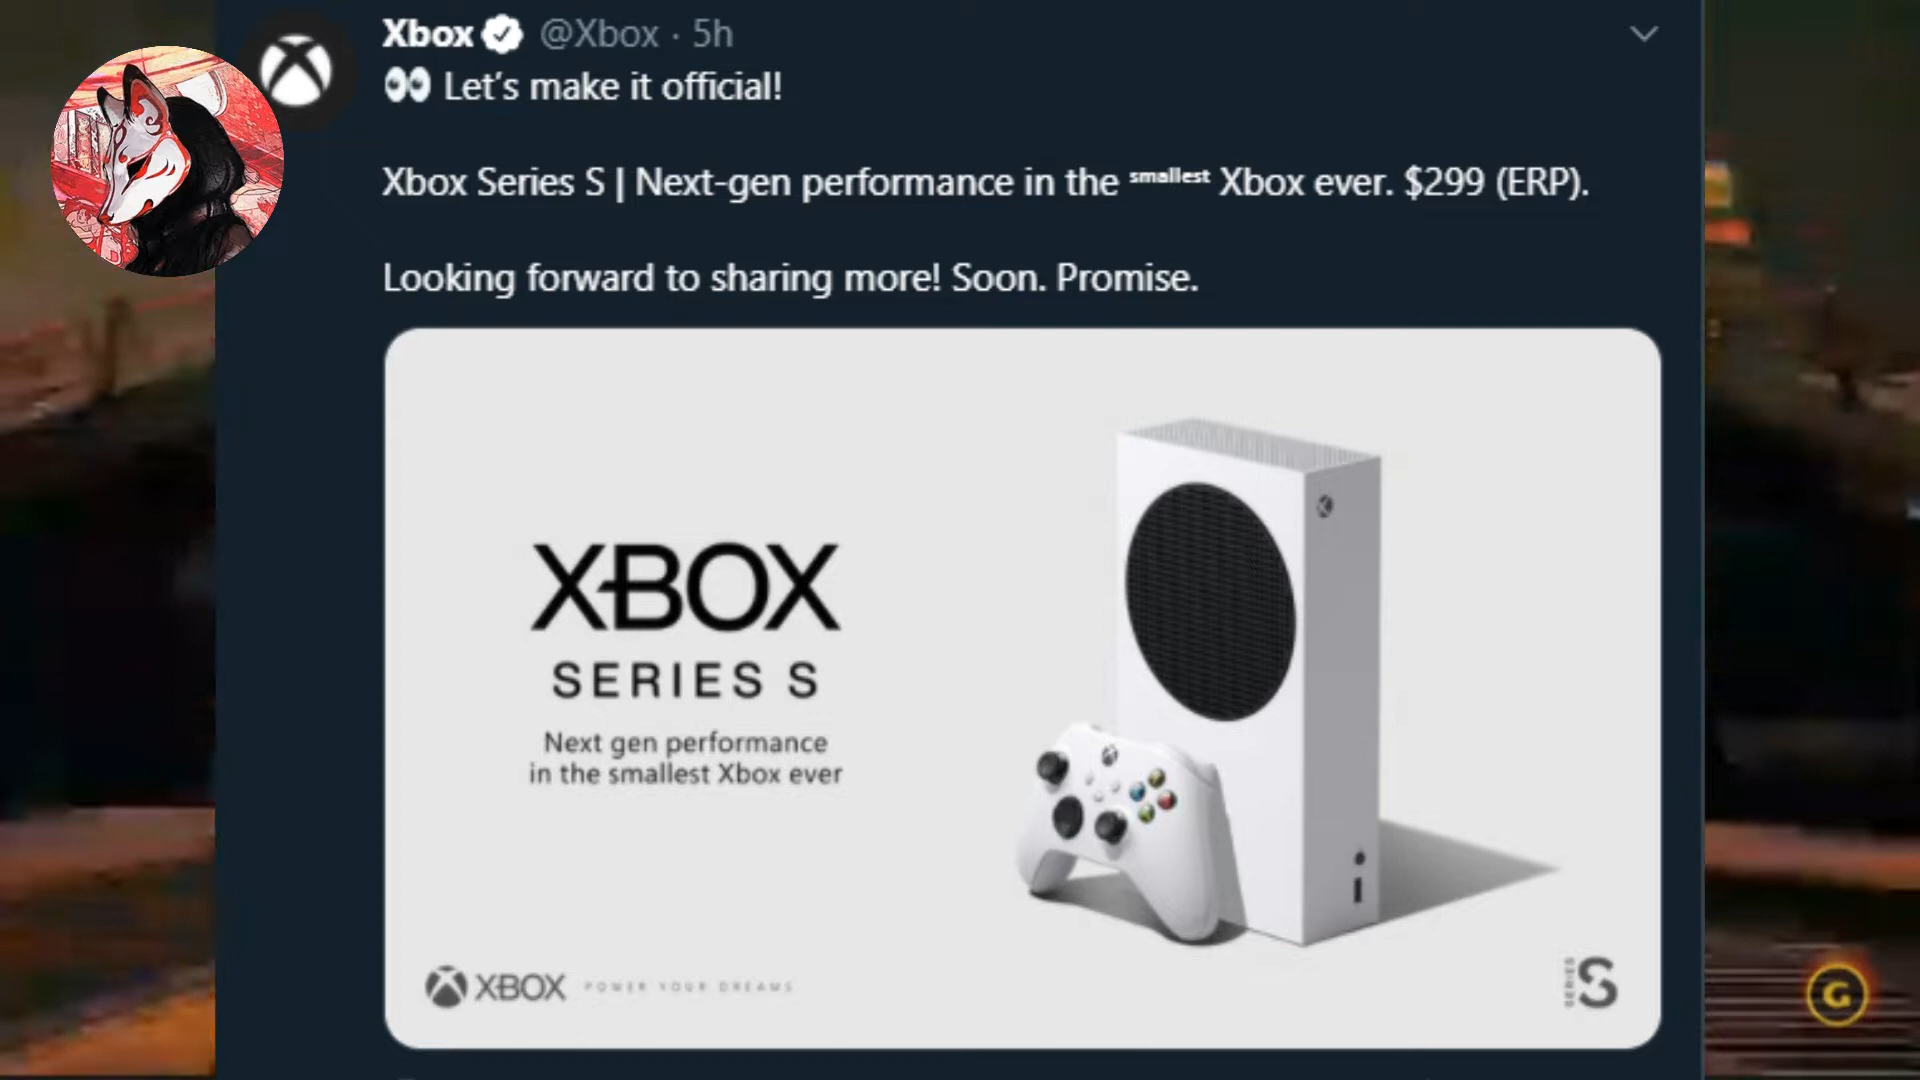 Xbox @Xbox · 5h
👀 Let's make it official!
Xbox Series S | Next-gen performance in the ˢᵐᵃˡˡᵉˢᵗ Xbox ever. $299 (ERP).
Looking forward to sharing more! Soon. Promise.
XBOX
SERIES S
Next gen performance
in the smallest Xbox ever
XBOX POWER YOUR DREAMS
SERIES S
G